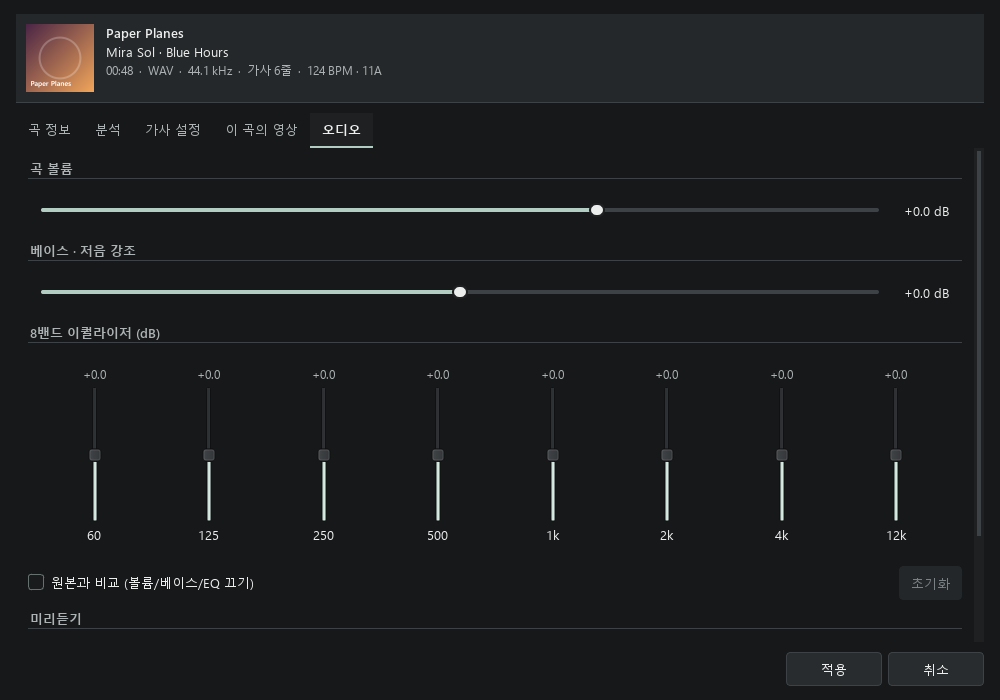 Paper Planes
Paper Planes
Mira Sol · Blue Hours
00:48 · WAV · 44.1 kHz · 가사 6줄 · 124 BPM · 11A
곡 정보 분석 가사 설정 이 곡의 영상 오디오
곡 볼륨
+0.0 dB
베이스 · 저음 강조
+0.0 dB
8밴드 이퀄라이저 (dB)
+0.0 +0.0 +0.0 +0.0 +0.0 +0.0 +0.0 +0.0
60 125 250 500 1k 2k 4k 12k
원본과 비교 (볼륨/베이스/EQ 끄기) 초기화
미리듣기
적용 취소